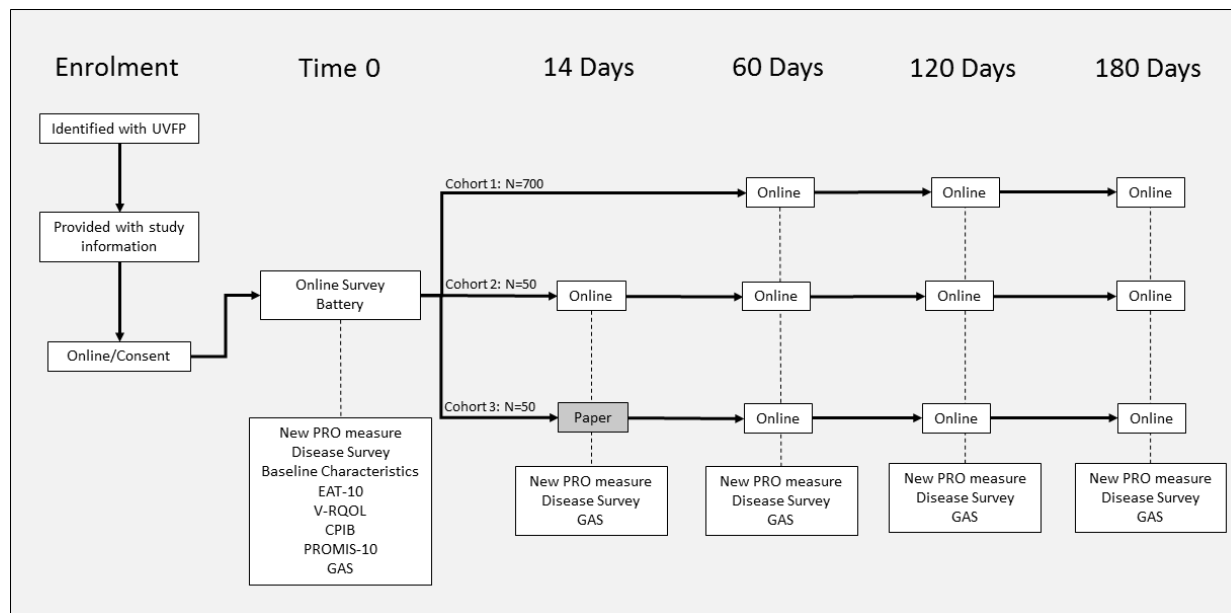 Enrolment
Time 0
14 Days
60 Days
120 Days
180 Days
Identified with UVFP
Provided with study
information
Online/Consent
Online Survey
Battery
New PRO measure
Disease Survey
Baseline Characteristics
EAT-10
V-RQOL
CPIB
PROMIS-10
GAS
Cohort 1: N=700
Online
Online
Online
Cohort 2: N=50
Online
Online
Online
Online
Cohort 3: N=50
Paper
Online
Online
Online
New PRO measure
Disease Survey
GAS
New PRO measure
Disease Survey
GAS
New PRO measure
Disease Survey
GAS
New PRO measure
Disease Survey
GAS